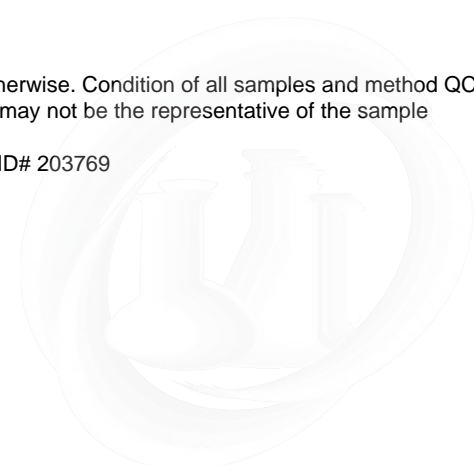 herwise. Condition of all samples and method QC
may not be the representative of the sample
ID# 203769